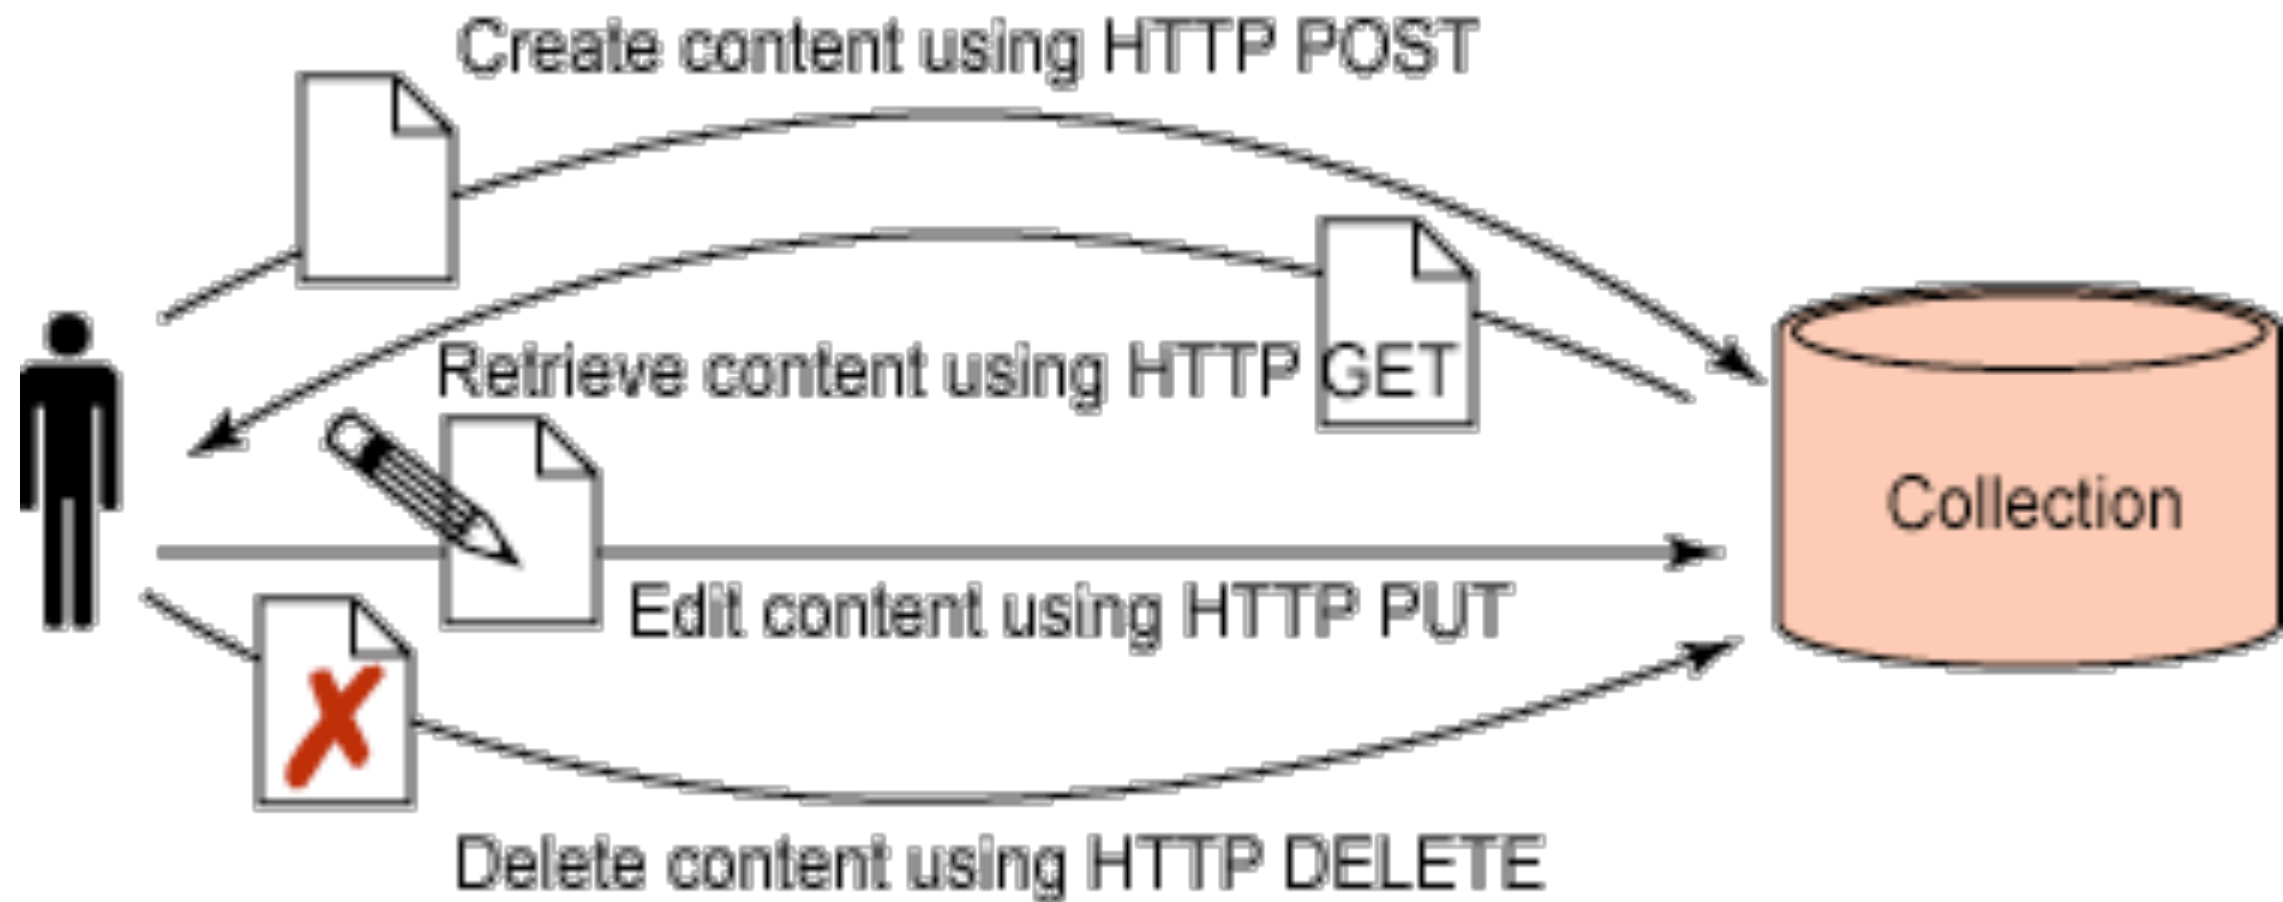 Create content using HTTP POST
Retrieve content using HTTP GET
Collection
Edit content using HTTP PUT
Delete content using HTTP DELETE